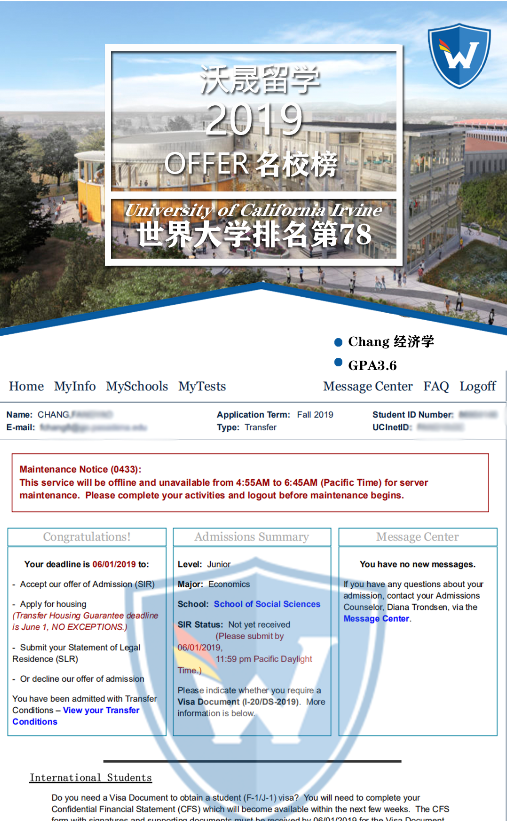 W
沃晟留学
2019
OFFER 名校榜
University of California Irvine
世界大学排名第78
Chang 经济学
GPA3.6
Home MyInfo MySchools MyTests Message Center FAQ Logoff
Name: CHANG, Application Term: Fall 2019 Student ID Number:
E-mail: Type: Transfer UCInetID:
Maintenance Notice (0433):
This service will be offline and unavailable from 4:55AM to 6:45AM (Pacific Time) for server
maintenance. Please complete your activities and logout before maintenance begins.
Congratulations!
Your deadline is 06/01/2019 to:
- Accept our offer of Admission (SIR)
- Apply for housing
(Transfer Housing Guarantee deadline
is June 1, NO EXCEPTIONS.)
- Submit your Statement of Legal
Residence (SLR)
- Or decline our offer of admission
You have been admitted with Transfer
Conditions – View your Transfer
Conditions
Admissions Summary
Level: Junior
Major: Economics
School: School of Social Sciences
SIR Status: Not yet received
(Please submit by
06/01/2019,
11:59 pm Pacific Daylight
Time.)
Please indicate whether you require a
Visa Document (I-20/DS-2019). More
information is below.
Message Center
You have no new messages.
If you have any questions about your
admission, contact your Admissions
Counselor, Diana Trondsen, via the
Message Center.
International Students
Do you need a Visa Document to obtain a student (F-1/J-1) visa? You will need to complete your
Confidential Financial Statement (CFS) which will become available within the next few weeks. The CFS
form with signatures and supporting documents must be received by 06/01/2019 for the Visa Document